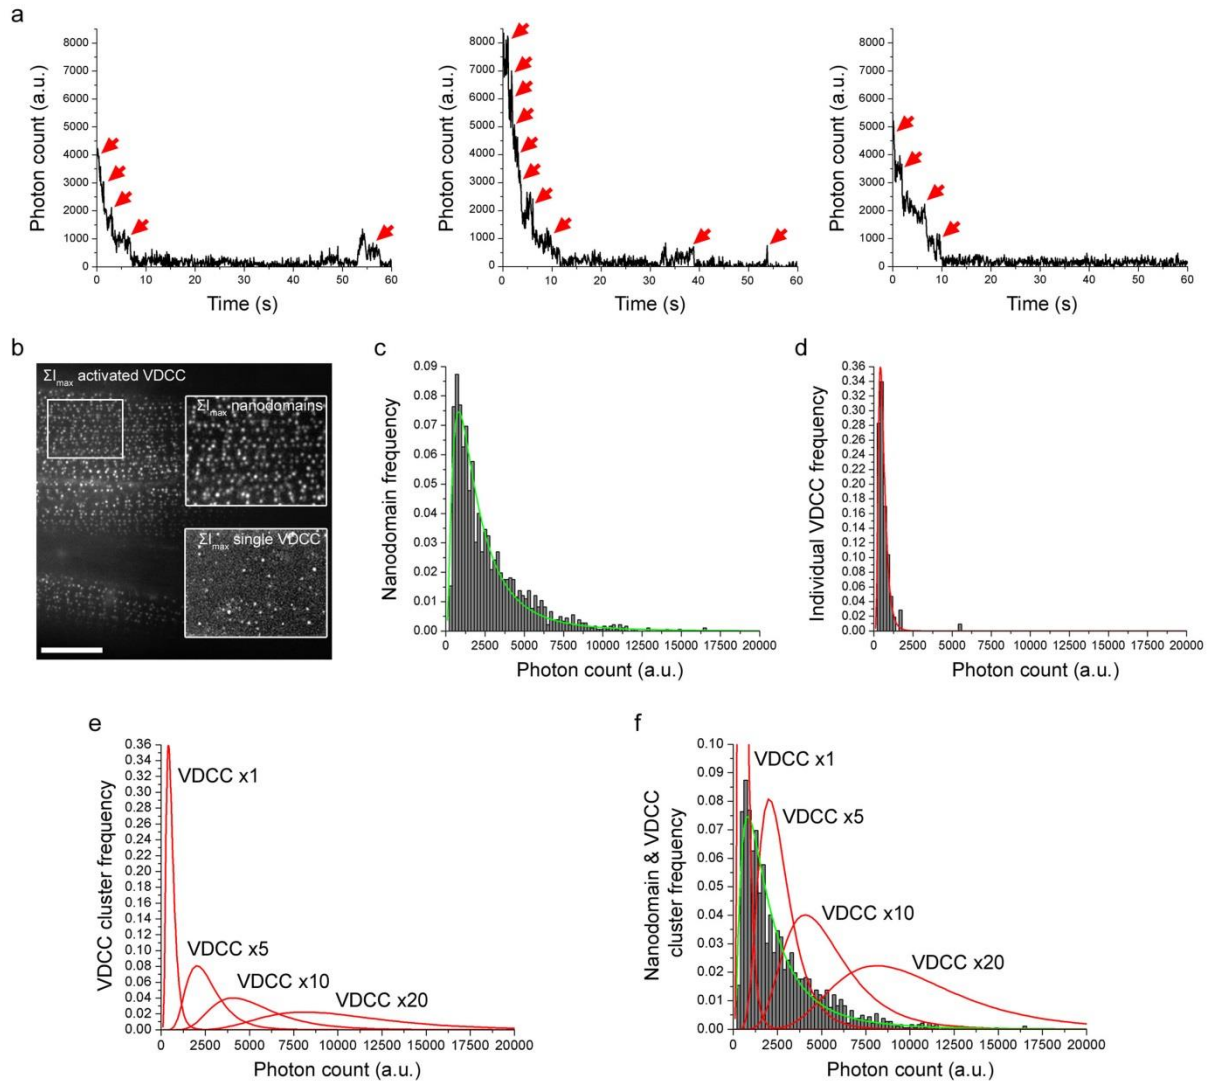 a
8000
7000
6000
5000
4000
3000
2000
1000
0
Photon count (a.u.)
0 10 20 30 40 50 60
Time (s)
8000
7000
6000
5000
4000
3000
2000
1000
0
Photon count (a.u.)
0 10 20 30 40 50 60
Time (s)
8000
7000
6000
5000
4000
3000
2000
1000
0
Photon count (a.u.)
0 10 20 30 40 50 60
Time (s)
b
ΣImax activated VDCC
ΣImax nanodomains
ΣImax single VDCC
c
0.09
0.08
0.07
0.06
0.05
0.04
0.03
0.02
0.01
0.00
Nanodomain frequency
0 2500 5000 7500 10000 12500 15000 17500 20000
Photon count (a.u.)
d
0.36
0.34
0.32
0.30
0.28
0.26
0.24
0.22
0.20
0.18
0.16
0.14
0.12
0.10
0.08
0.06
0.04
0.02
0.00
Individual VDCC frequency
0 2500 5000 7500 10000 12500 15000 17500 20000
Photon count (a.u.)
e
0.36
0.34
0.32
0.30
0.28
0.26
0.24
0.22
0.20
0.18
0.16
0.14
0.12
0.10
0.08
0.06
0.04
0.02
0.00
VDCC cluster frequency
VDCC x1
VDCC x5
VDCC x10
VDCC x20
0 2500 5000 7500 10000 12500 15000 17500 20000
Photon count (a.u.)
f
0.10
0.09
0.08
0.07
0.06
0.05
0.04
0.03
0.02
0.01
0.00
Nanodomain & VDCC
cluster frequency
VDCC x1
VDCC x5
VDCC x10
VDCC x20
0 2500 5000 7500 10000 12500 15000 17500 20000
Photon count (a.u.)